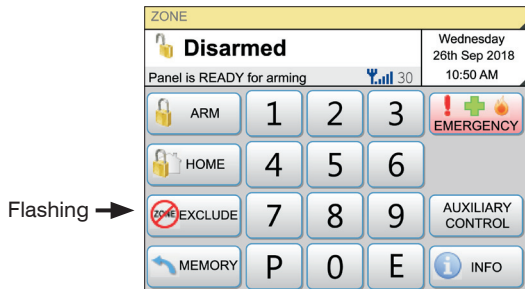 ZONE
Disarmed
Panel is READY for arming 30
Wednesday
26th Sep 2018
10:50 AM
ARM 1 2 3 EMERGENCY
HOME 4 5 6
Flashing ZONE EXCLUDE 7 8 9 AUXILIARY
CONTROL
MEMORY P 0 E INFO